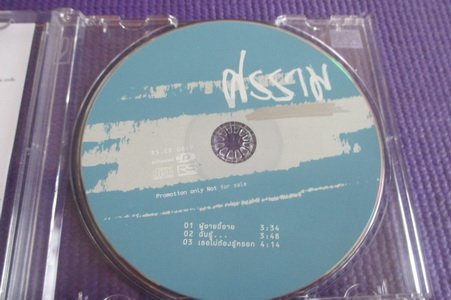 ศรราม
Promotion only Not for sale
01 ผู้ชายขี้อาย 3:34
02 ฉันรู้... 3:48
03 เธอไม่ต้องรู้หรอก 4:14